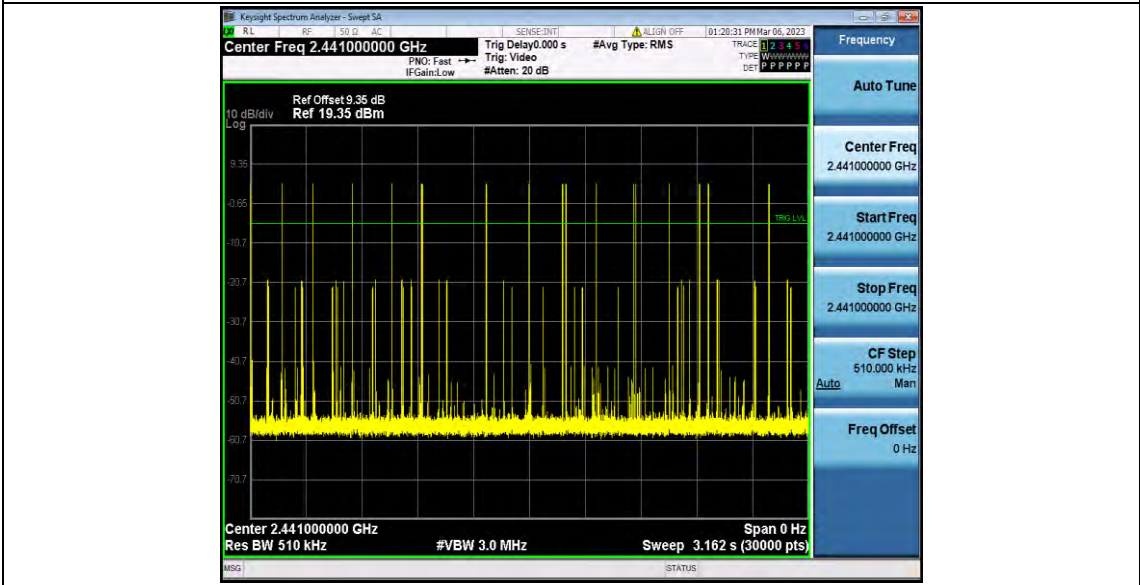 Keysight Spectrum Analyzer - Swept SA
RL RF 50 Ω AC SENSE:INT ALIGN OFF 01:20:31 PM Mar 06, 2023
Center Freq 2.441000000 GHz
Trig Delay0.000 s #Avg Type: RMS TRACE 1 2 3 4 5 6
PNO: Fast Trig: Video TYPE
IFGain:Low #Atten: 20 dB DET P P P P P P
Frequency
Auto Tune
Center Freq
2.441000000 GHz
Start Freq
2.441000000 GHz
Stop Freq
2.441000000 GHz
CF Step
510.000 kHz
Auto Man
Freq Offset
0 Hz
Ref Offset 9.35 dB
10 dB/div Ref 19.35 dBm
Log
9.35
-0.65
TRIG LVL
-10.7
-20.7
-30.7
-40.7
-50.7
-60.7
-70.7
Center 2.441000000 GHz Span 0 Hz
Res BW 510 kHz #VBW 3.0 MHz Sweep 3.162 s (30000 pts)
MSG STATUS